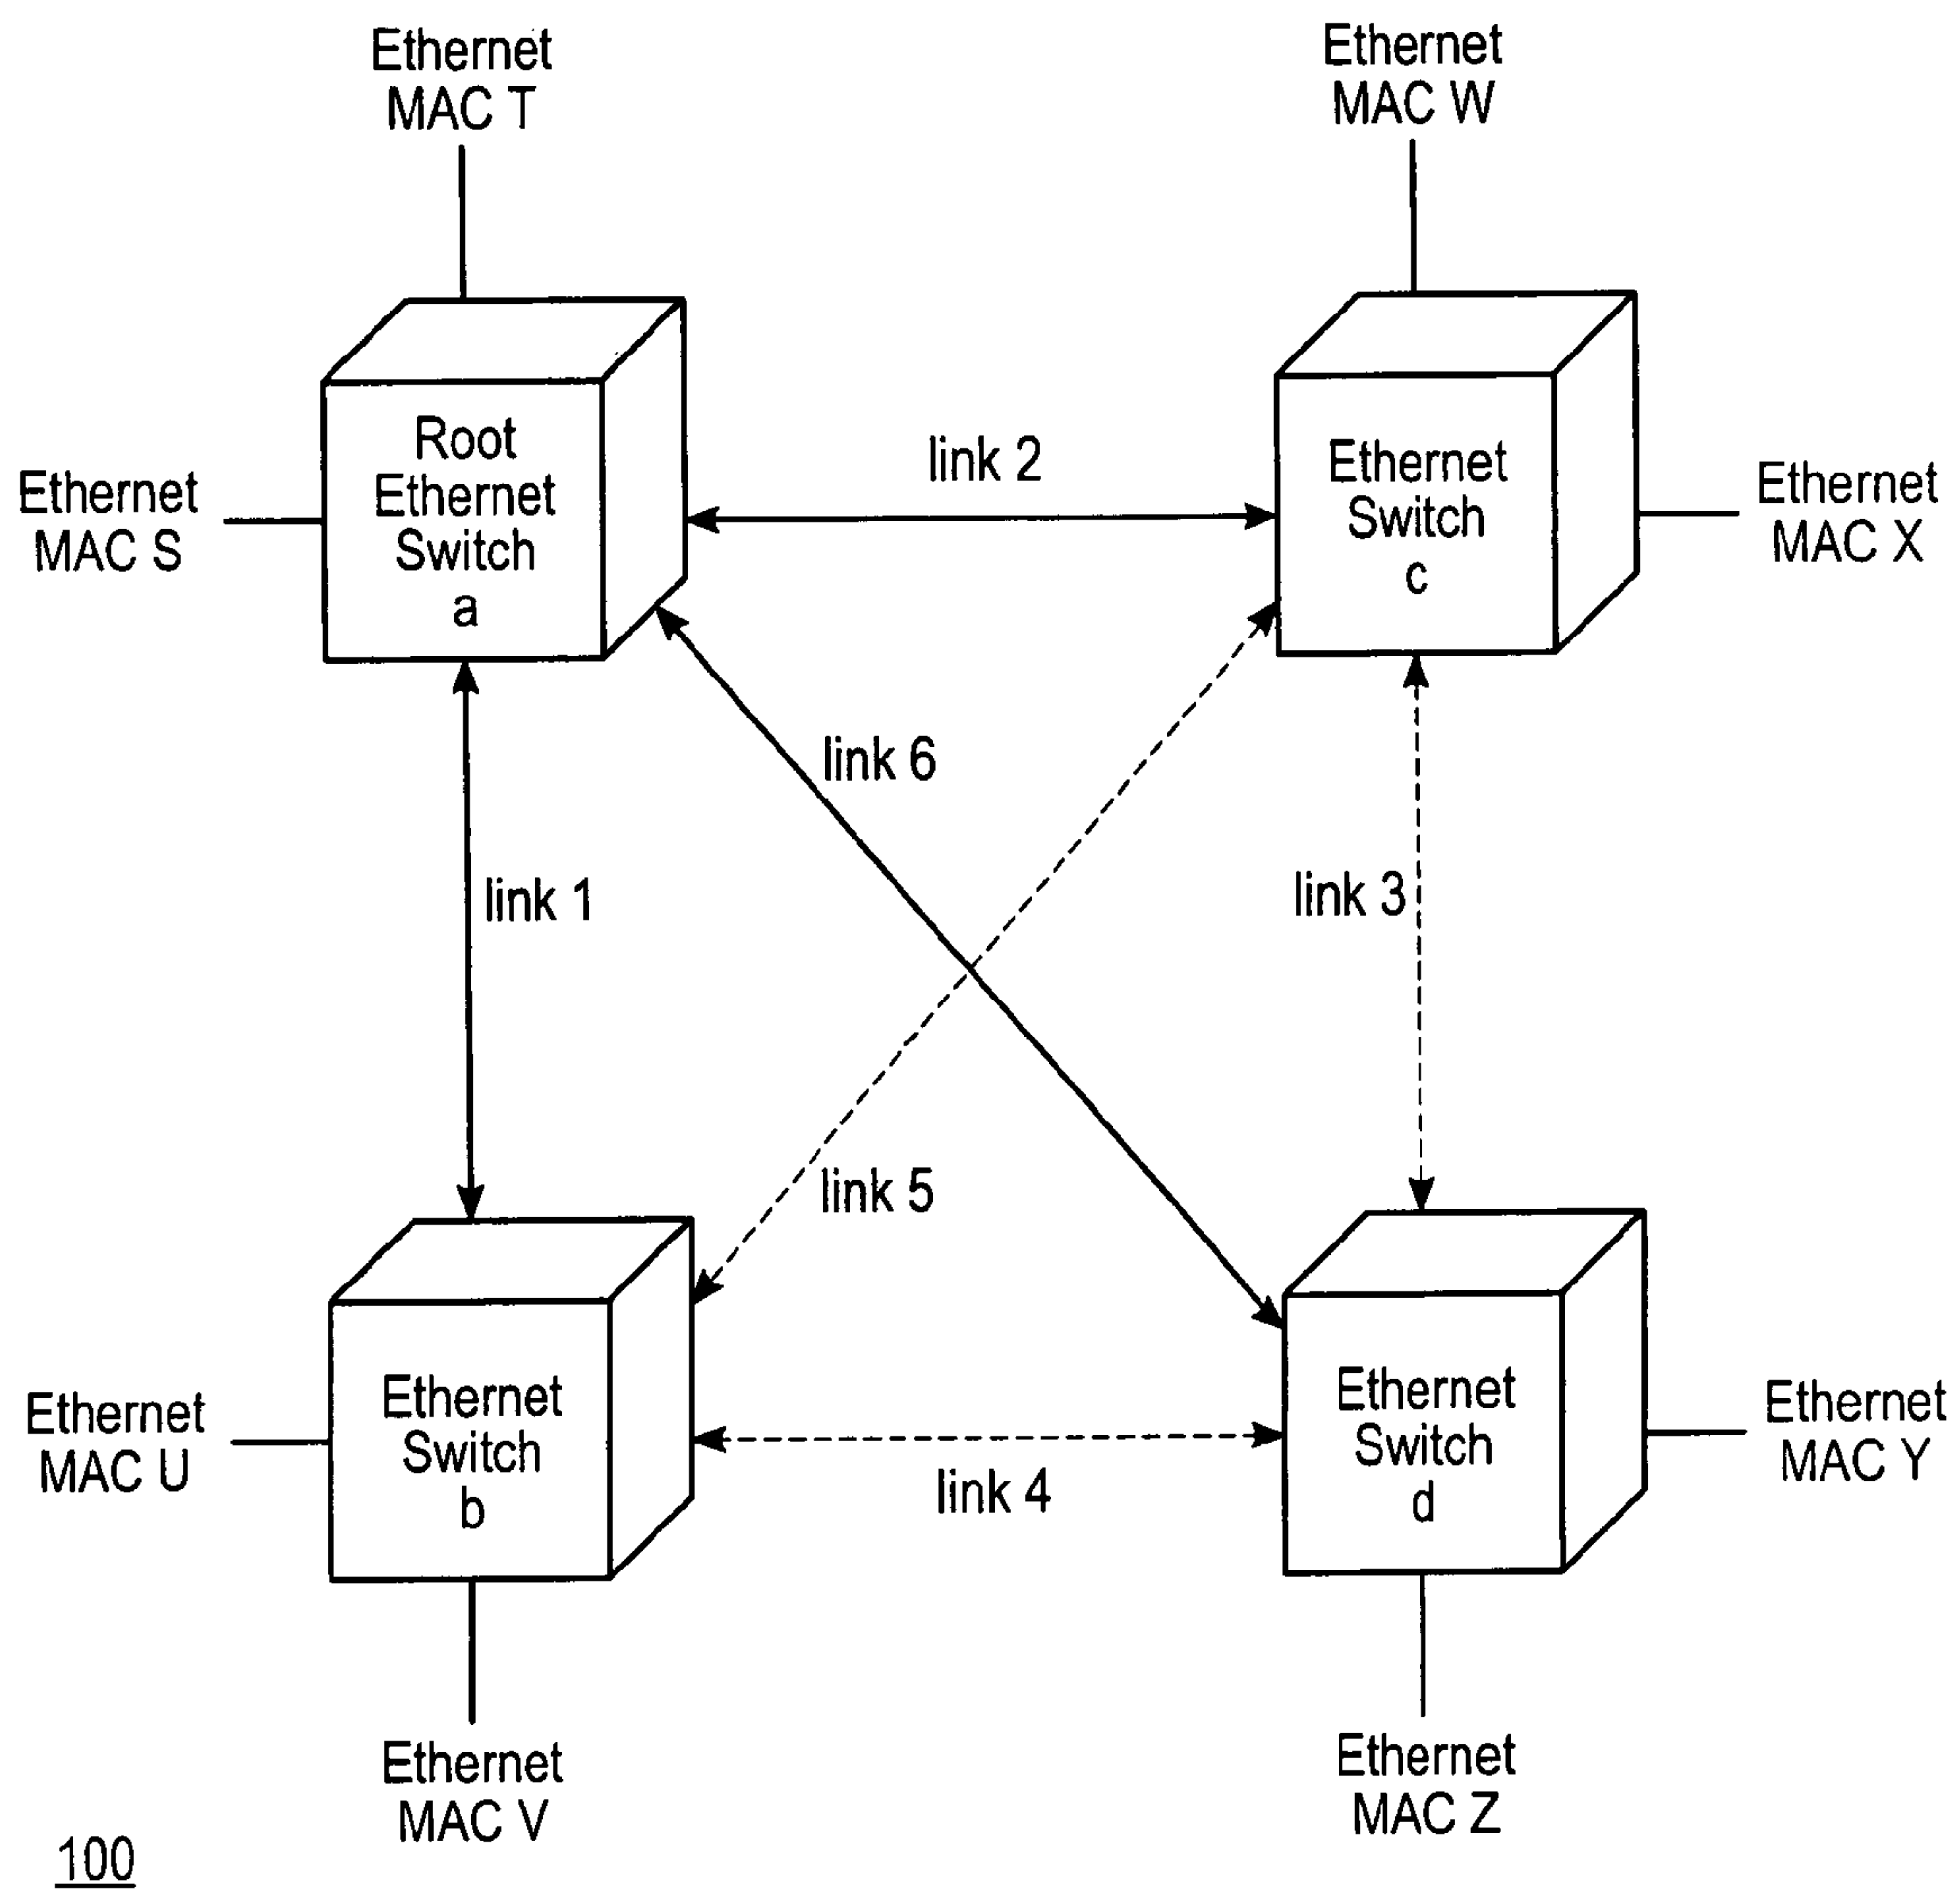 Ethernet
MAC T
Ethernet
MAC W
Root
Ethernet
Switch
a
Ethernet
MAC S
link 2
Ethernet
Switch
c
Ethernet
MAC X
link 6
link 1
link 3
link 5
Ethernet
MAC U
Ethernet
Switch
b
link 4
Ethernet
Switch
d
Ethernet
MAC Y
Ethernet
MAC V
Ethernet
MAC Z
100